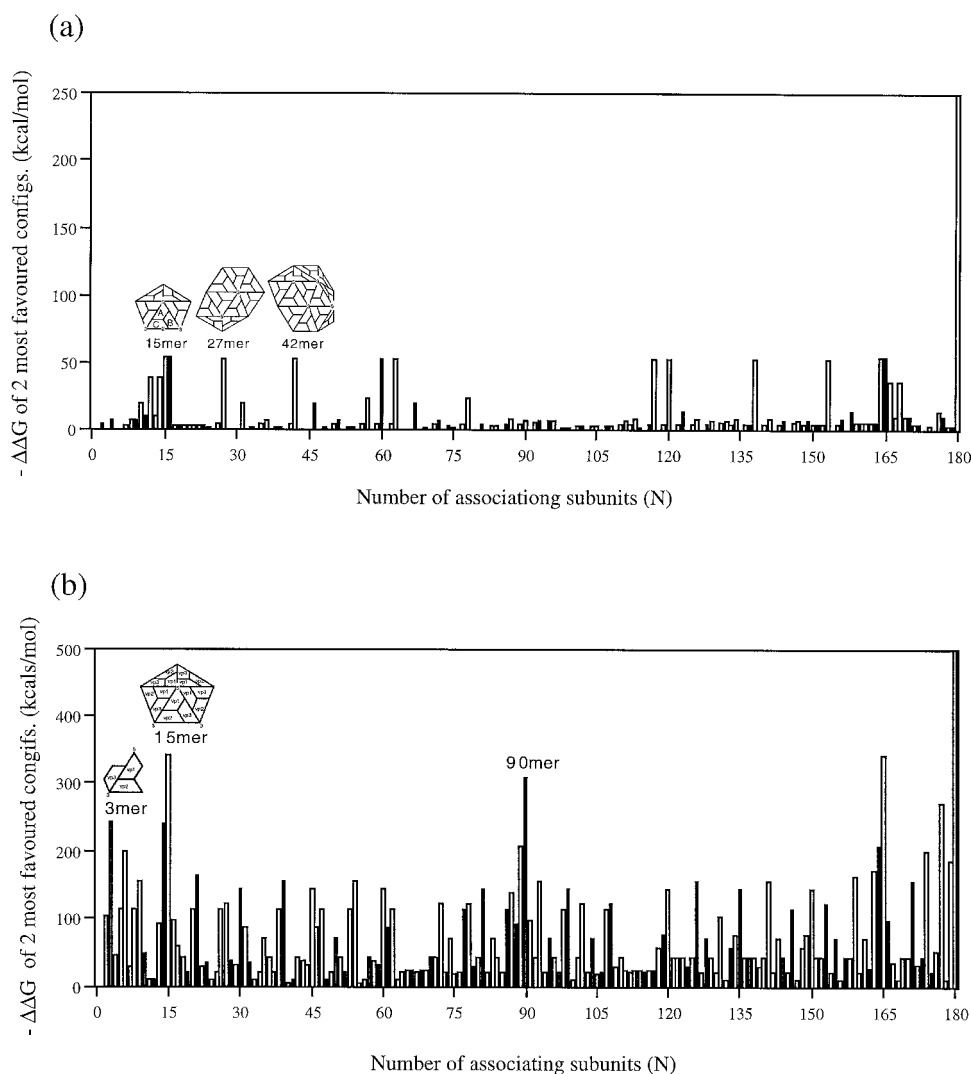 (a)
- ΔΔG of 2 most favoured configs. (kcal/mol)
250
200
150
100
50
0
A
C
B
15mer
27mer
42mer
0 15 30 45 60 75 90 105 120 135 150 165 180
Number of associationg subunits (N)
(b)
- ΔΔG of 2 most favoured congifs. (kcals/mol)
500
400
300
200
100
0
15mer
vp3
vp1
vp2
3mer
90mer
0 15 30 45 60 75 90 105 120 135 150 165 180
Number of associating subunits (N)